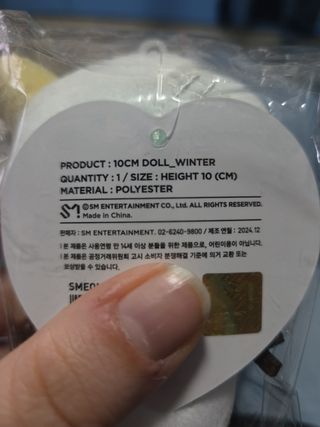 PRODUCT : 10CM DOLL_WINTER
QUANTITY : 1 / SIZE : HEIGHT 10 (CM)
MATERIAL : POLYESTER
SM ©SM ENTERTAINMENT CO., Ltd. ALL RIGHTS RESERVED.
Made in China.
판매자 : SM ENTERTAINMENT. 02-6240-9800 / 제조 연월 : 2024.12
본 제품은 사용연령 만 14세 이상 분들을 위한 제품으로, 어린이용이 아닙니다.
본 제품은 공정거래위원회 고시 소비자 분쟁해결 기준에 의거 교환 또는
보상받을 수 있습니다.